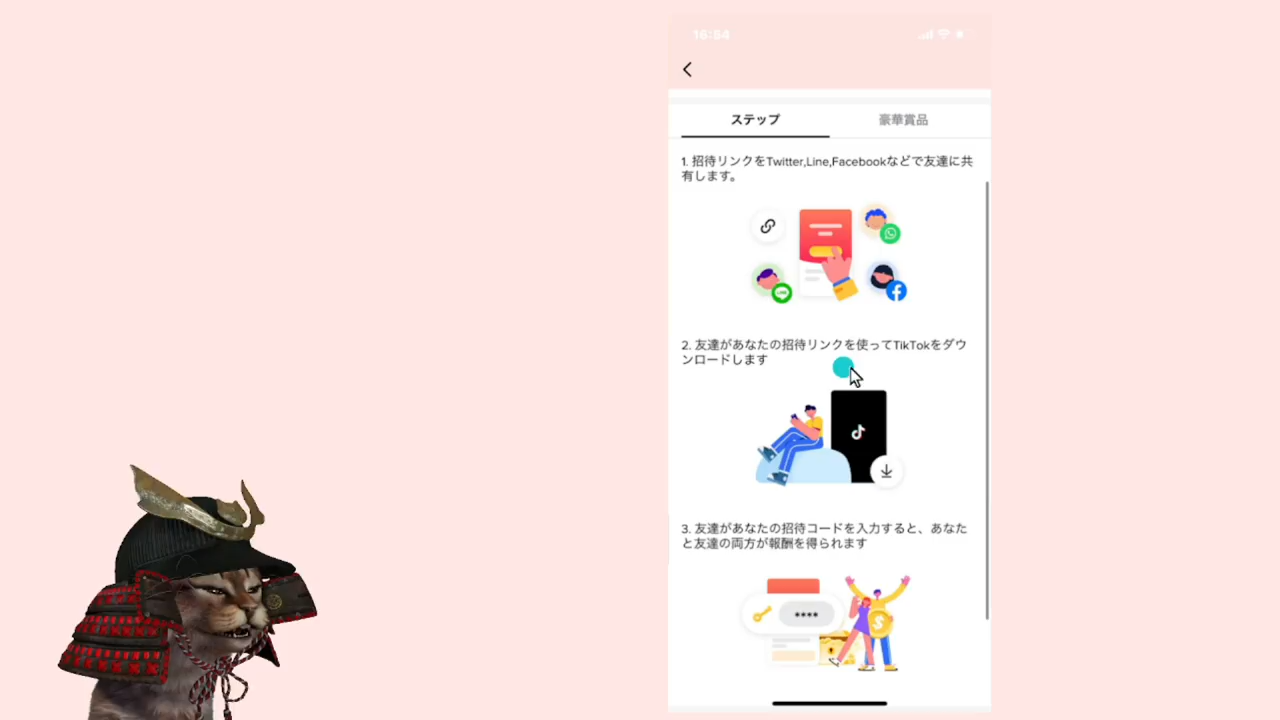 16:54
ステップ
豪華賞品
1. 招待リンクをTwitter,Line,Facebookなどで友達に共
有します。
LINE
2. 友達があなたの招待リンクを使ってTikTokをダウ
ンロードします
3. 友達があなたの招待コードを入力すると、あなた
と友達の両方が報酬を得られます
****
$